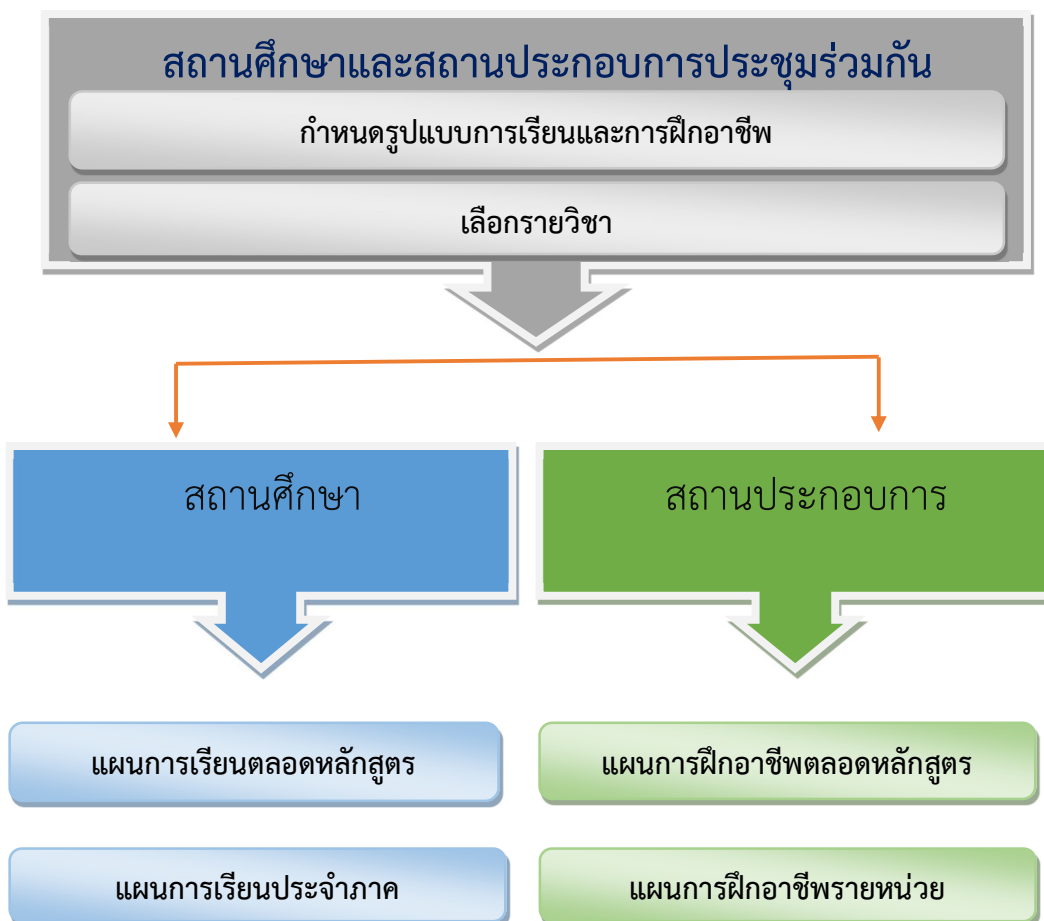 สถานศึกษาและสถานประกอบการประชุมร่วมกัน
กำหนดรูปแบบการเรียนและการฝึกอาชีพ
เลือกรายวิชา
สถานศึกษา
สถานประกอบการ
แผนการเรียนตลอดหลักสูตร
แผนการฝึกอาชีพตลอดหลักสูตร
แผนการเรียนประจำภาค
แผนการฝึกอาชีพรายหน่วย